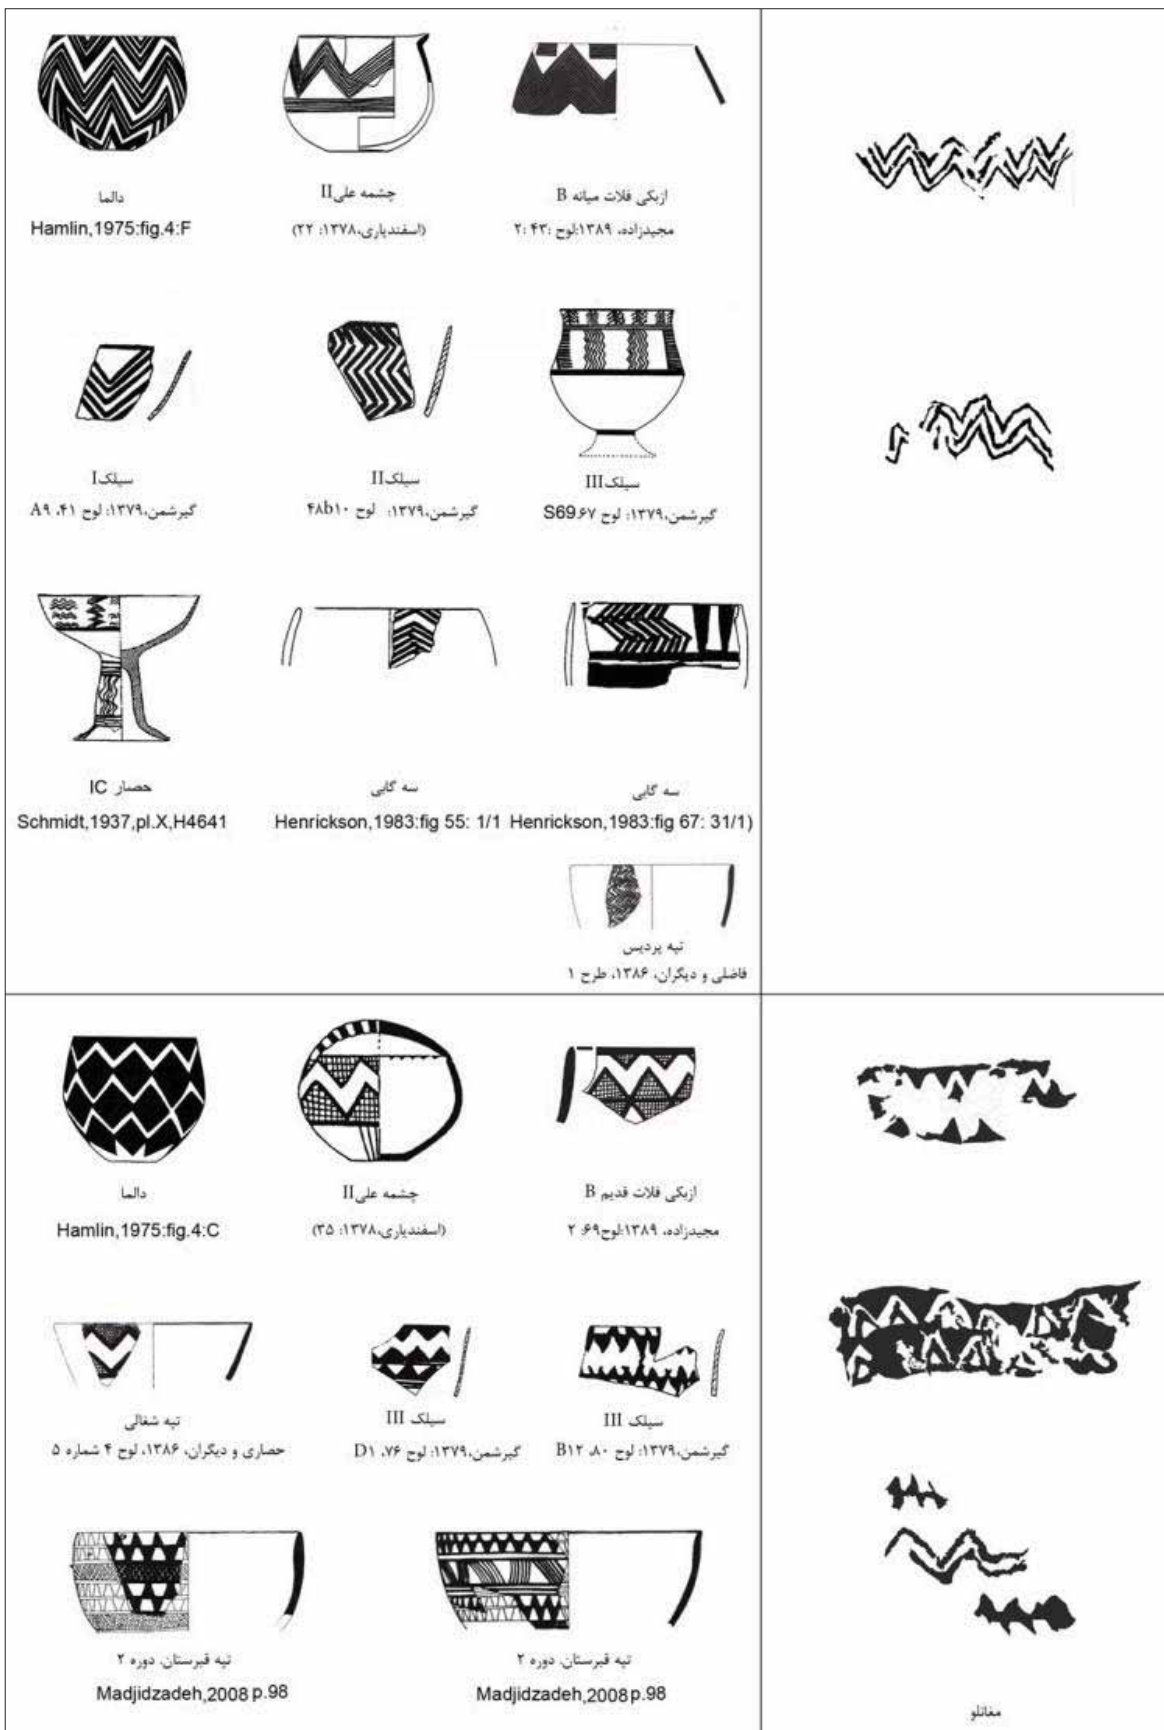 دالما
Hamlin,1975:fig.4:F
چشمه علی II
(اسفندیاری،۱۳۷۸: ۲۲)
ازبکی فلات میانه B
مجیدزاده، ۱۳۸۹:لوح ۴۳: ۲:
سیلک I
گیرشمن،۱۳۷۹: لوح ۴۱، A۹
سیلک II
گیرشمن،۱۳۷۹: لوح ۴۸b۱۰
سیلک III
گیرشمن،۱۳۷۹: لوح ۶۷،S69
حصار IC
Schmidt,1937,pl.X,H4641
سه گابی
Henrickson,1983:fig 55: 1/1
سه گابی
Henrickson,1983:fig 67: 31/1)
تپه پردیس
فاضلی و دیگران، ۱۳۸۶، طرح ۱
دالما
Hamlin,1975:fig.4:C
چشمه علی II
(اسفندیاری،۱۳۷۸: ۳۵)
ازبکی فلات قدیم B
مجیدزاده، ۱۳۸۹:لوح۶۹: ۲
تپه شغالی
حصاری و دیگران، ۱۳۸۶، لوح ۴ شماره ۵
سیلک III
گیرشمن،۱۳۷۹: لوح ۷۶، D۱
سیلک III
گیرشمن،۱۳۷۹: لوح ۸۰، B۱۲
تپه قبرستان، دوره ۲
Madjidzadeh,2008 p.98
تپه قبرستان، دوره ۲
Madjidzadeh,2008 p.98
مغانلو